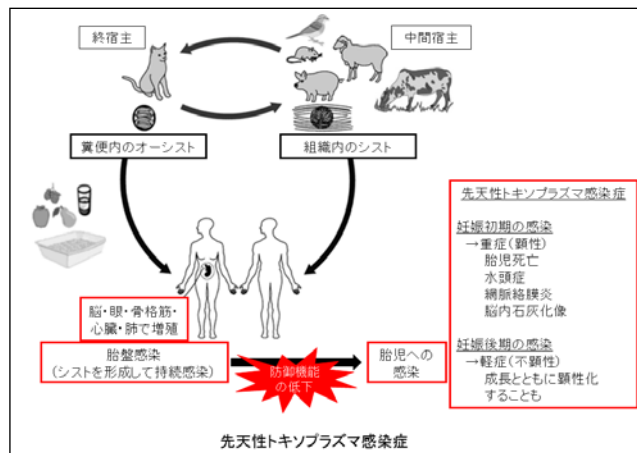 終宿主
中間宿主
糞便内のオーシスト
組織内のシスト
先天性トキソプラズマ感染症
妊娠初期の感染
→重症(顕性)
胎児死亡
水頭症
網脈絡膜炎
脳内石灰化像
妊娠後期の感染
→軽症(不顕性)
成長とともに顕性化
することも
脳・眼・骨格筋・
心臓・肺で増殖
胎盤感染
(シストを形成して持続感染)
防御機能
の低下
胎児への
感染
先天性トキソプラズマ感染症